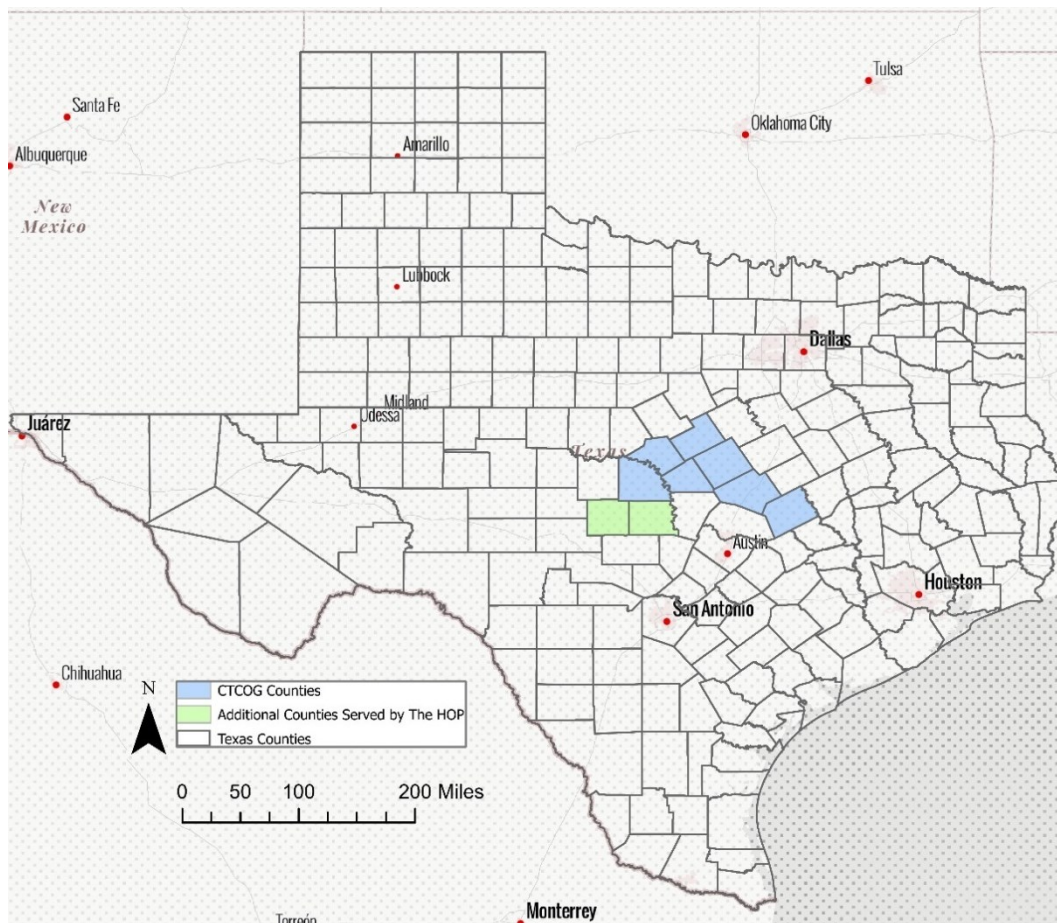 Tulsa
Santa Fe
Oklahoma City
Albuquerque
Amarillo
New
Mexico
Lubbock
Dallas
Midland
Odessa
Juárez
Texas
Austin
Houston
San Antonio
Chihuahua
N
CTCOG Counties
Additional Counties Served by The HOP
Texas Counties
0 50 100 200 Miles
Monterrey
Torreón